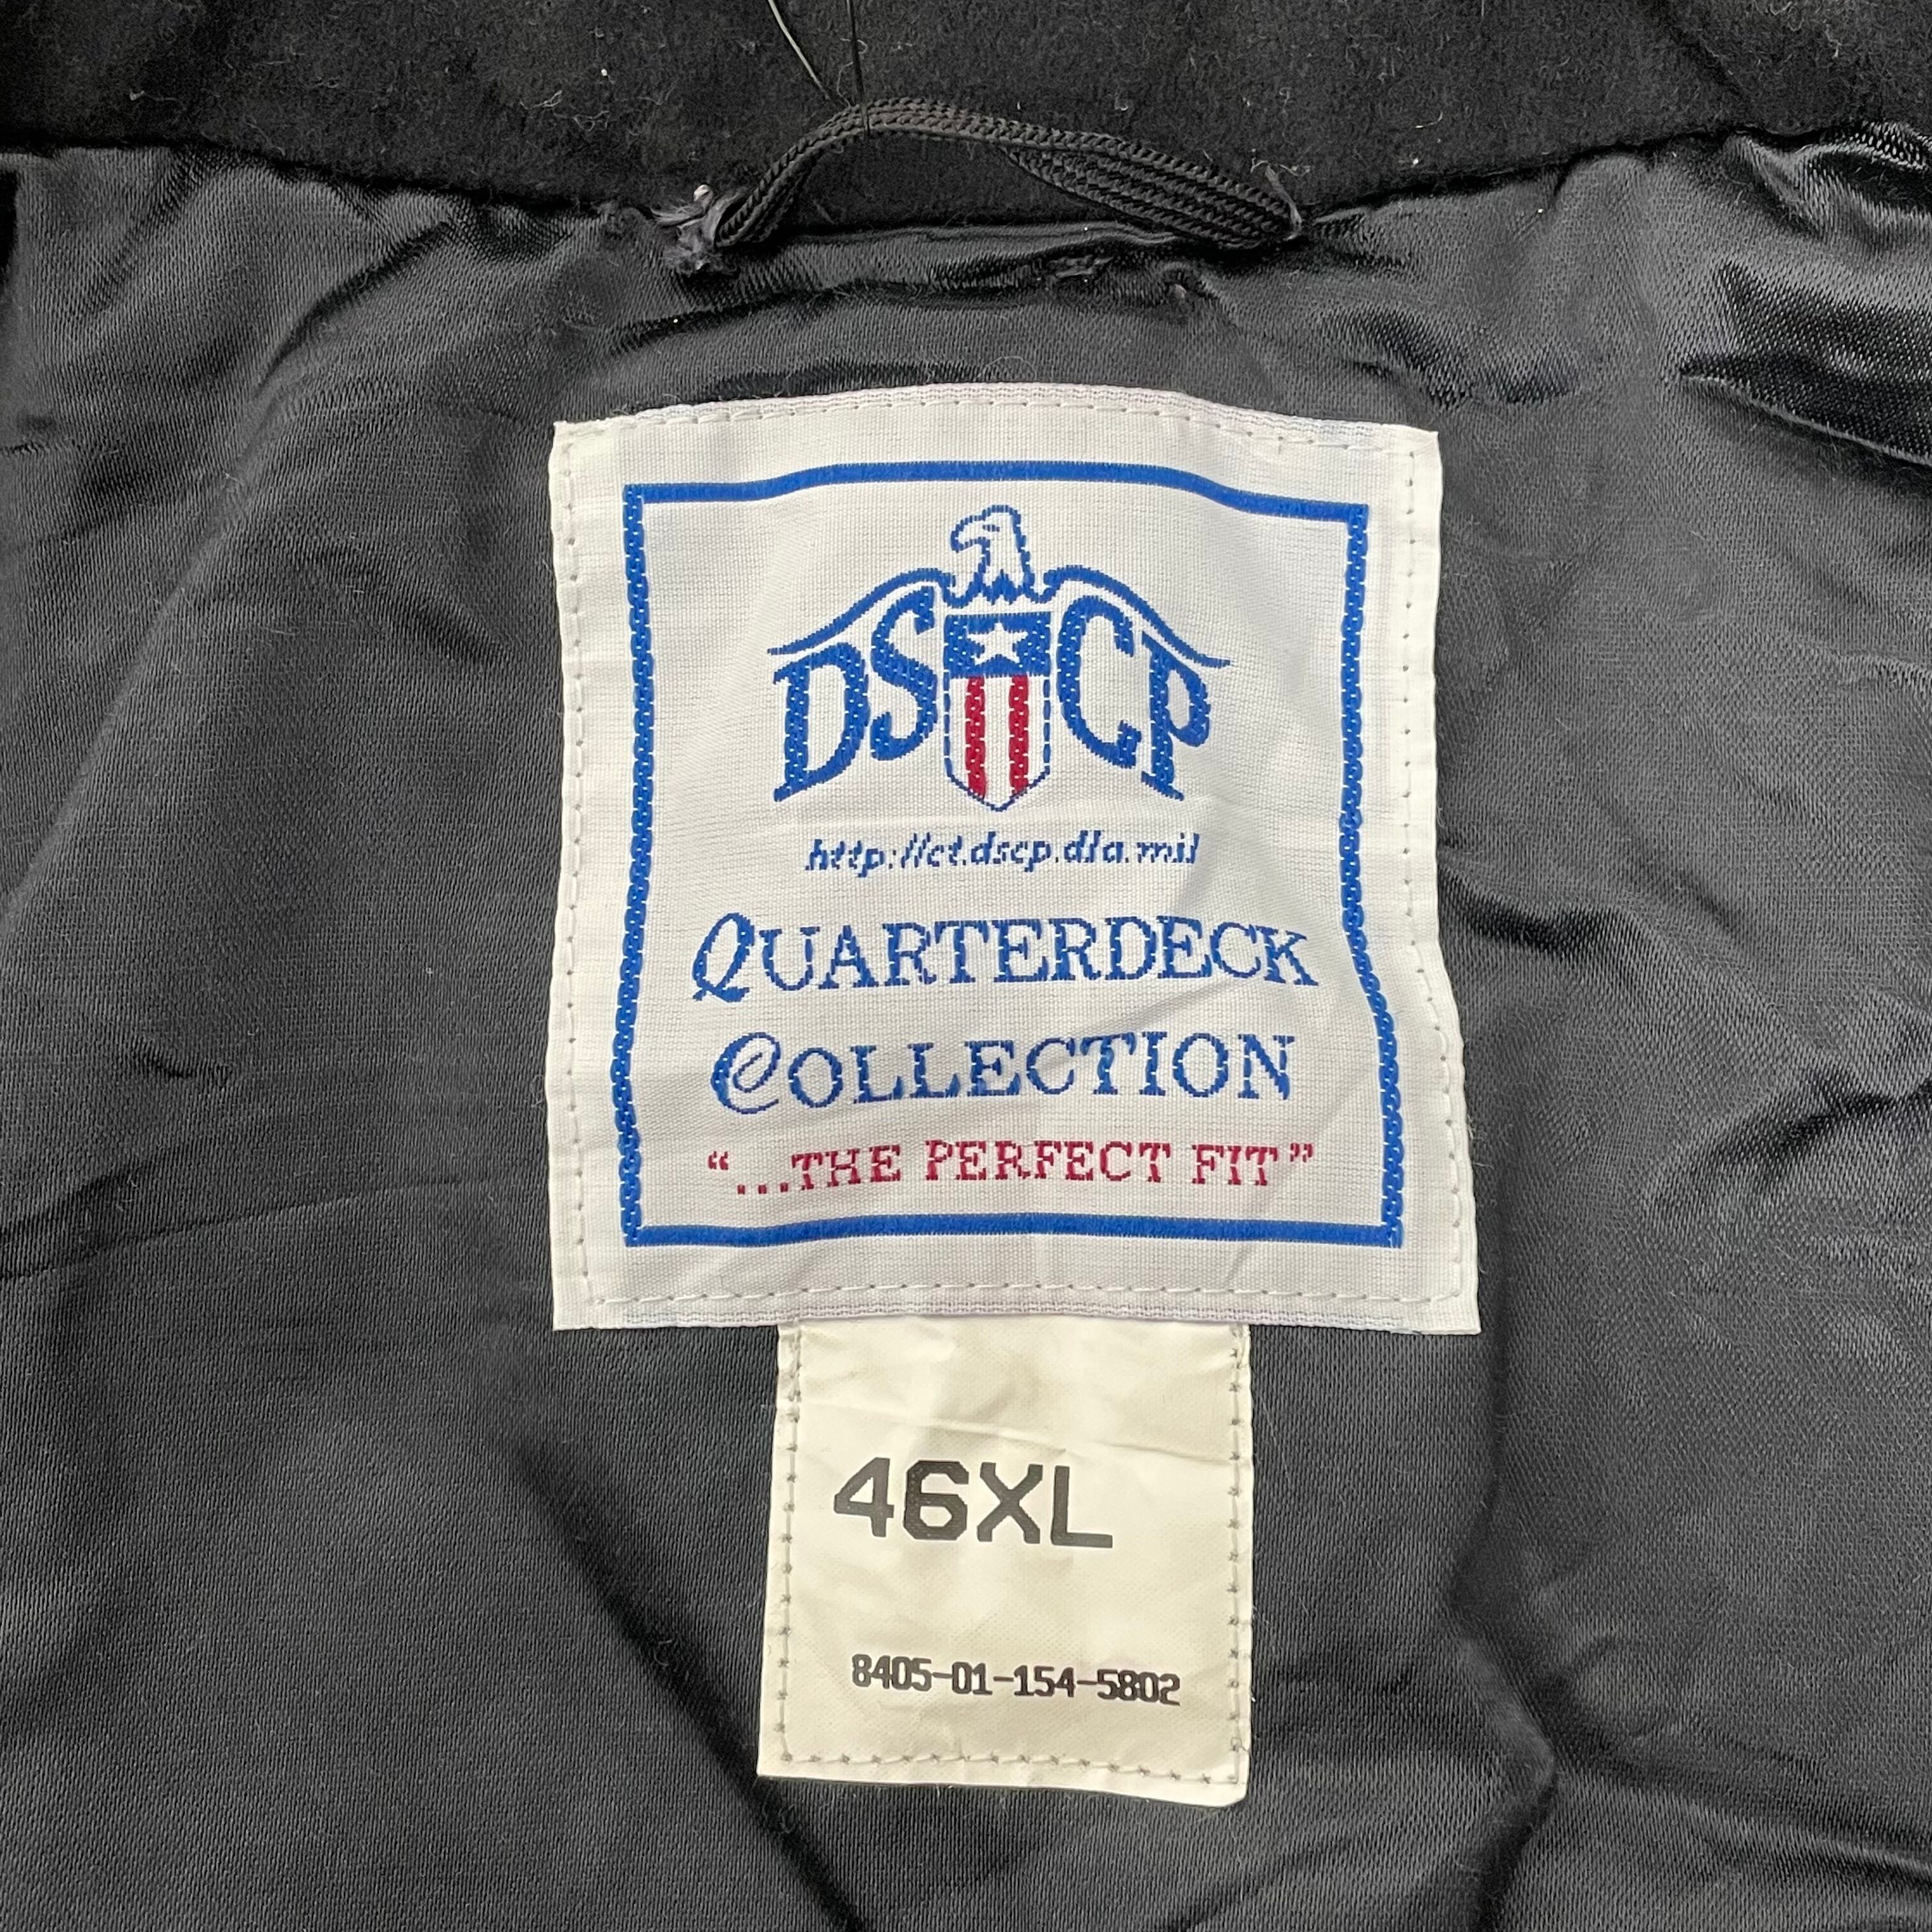 DSCP
http://ct.dscp.dla.mil
QUARTERDECK
COLLECTION
“...THE PERFECT FIT”
46XL
8405-01-154-5802